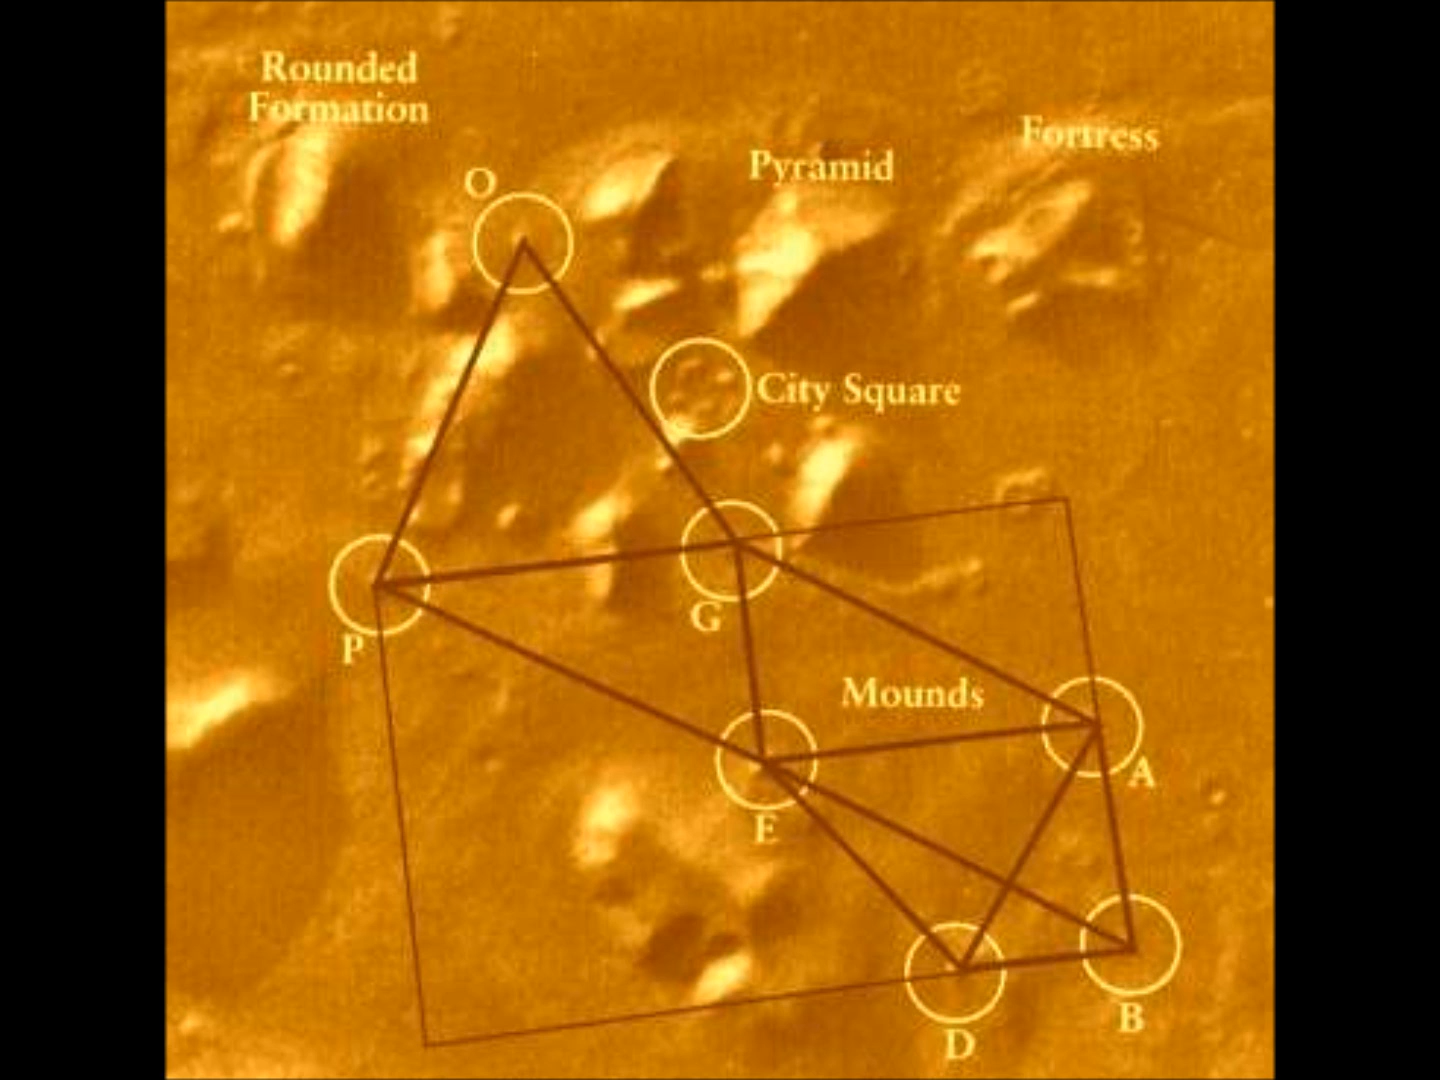 Rounded
Formation
Fortress
Pyramid
O
City Square
G
P
Mounds
A
E
B
D